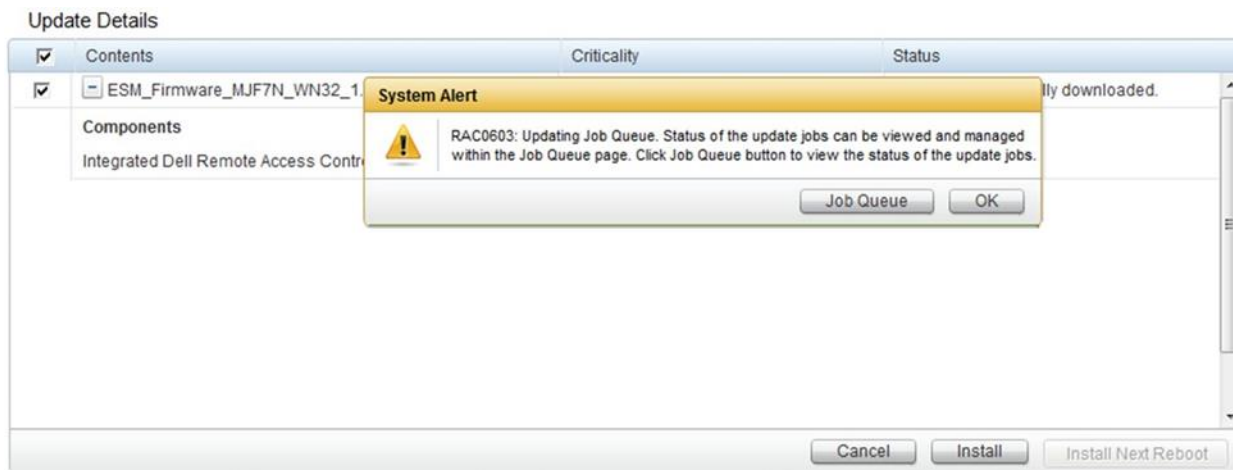 Update Details
Contents Criticality Status
ESM_Firmware_MJF7N_WN32_1. lly downloaded.
System Alert
Components
RAC0603: Updating Job Queue. Status of the update jobs can be viewed and managed
within the Job Queue page. Click Job Queue button to view the status of the update jobs.
Integrated Dell Remote Access Contr
Job Queue OK
Cancel Install Install Next Reboot